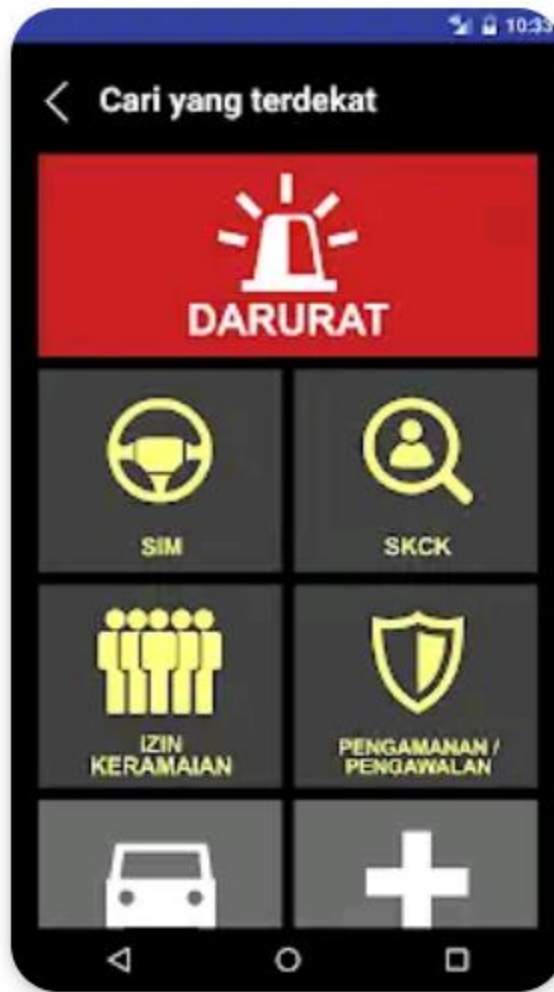 10:33
Cari yang terdekat
DARURAT
SIM
SKCK
IZIN
KERAMAIAN
PENGAMANAN /
PENGAWALAN